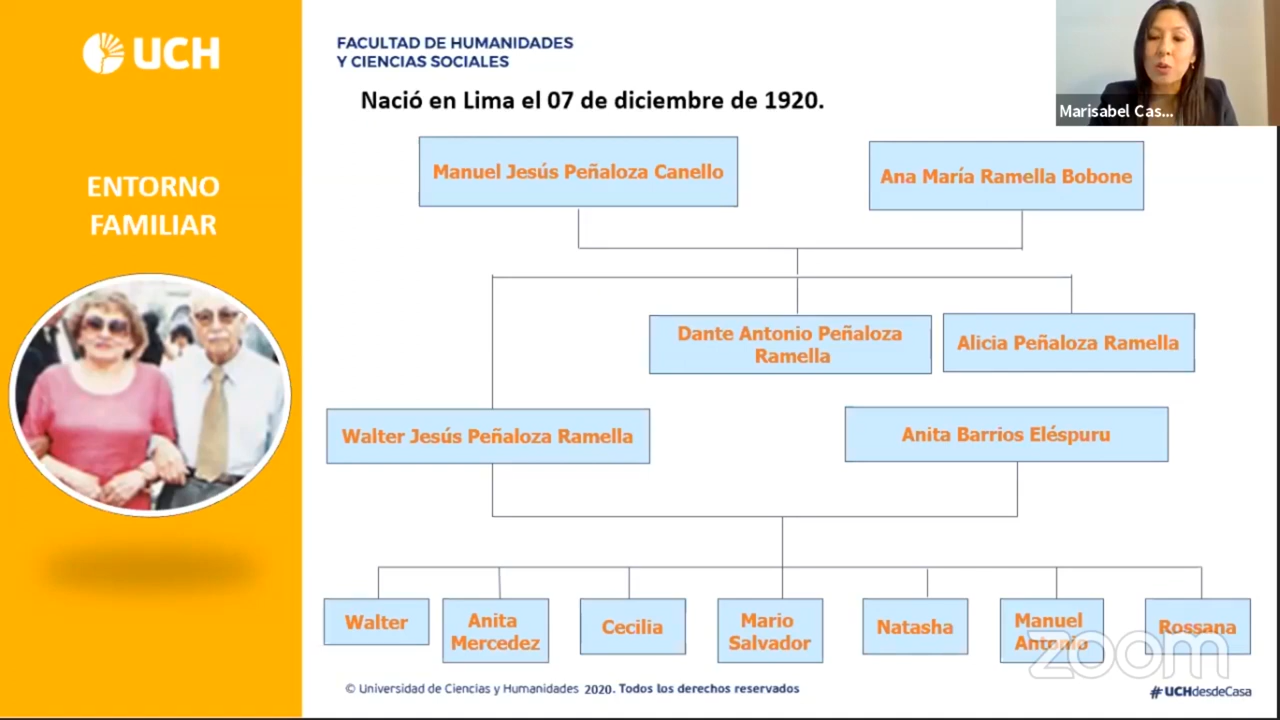 UCH
FACULTAD DE HUMANIDADES
Y CIENCIAS SOCIALES
Nació en Lima el 07 de diciembre de 1920.
Marisabel Cas...
ENTORNO
FAMILIAR
Manuel Jesús Peñaloza Canello
Ana María Ramella Bobone
Dante Antonio Peñaloza
Ramella
Alicia Peñaloza Ramella
Walter Jesús Peñaloza Ramella
Anita Barrios Eléspuru
Walter
Anita
Mercedez
Cecilia
Mario
Salvador
Natasha
Manuel
Antonio
Rossana
zoom
© Universidad de Ciencias y Humanidades 2020. Todos los derechos reservados
#UCHdesdeCasa